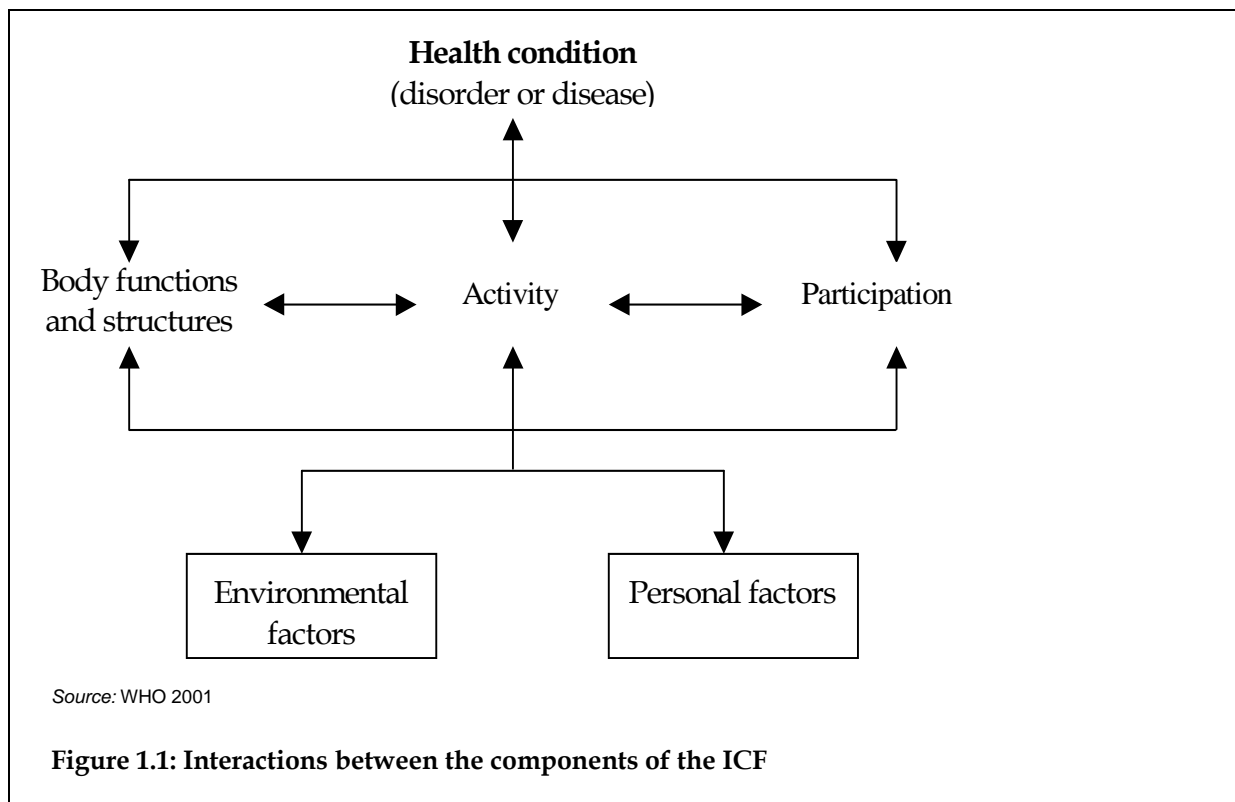 Health condition
(disorder or disease)
Body functions
and structures
Activity
Participation
Environmental
factors
Personal factors
Source: WHO 2001
Figure 1.1: Interactions between the components of the ICF